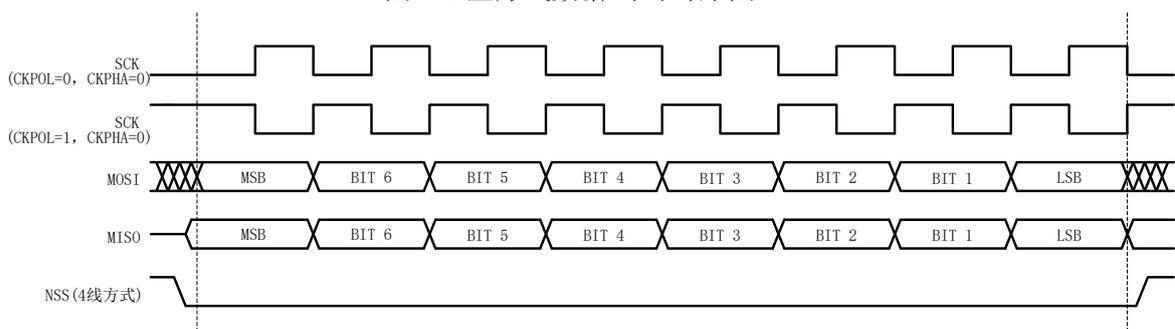 SCK
(CKPOL=0, CKPHA=0)
SCK
(CKPOL=1, CKPHA=0)
MOSI MSB BIT 6 BIT 5 BIT 4 BIT 3 BIT 2 BIT 1 LSB
MISO MSB BIT 6 BIT 5 BIT 4 BIT 3 BIT 2 BIT 1 LSB
NSS(4线方式)